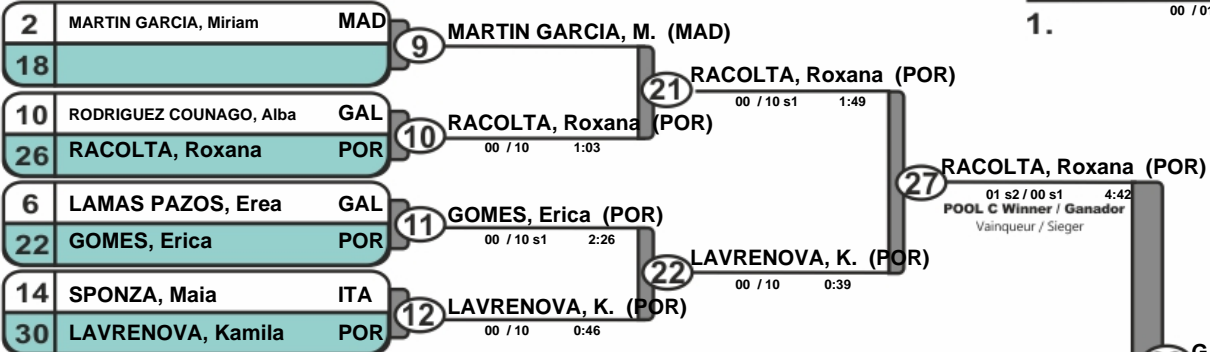 00 / 01
1.
2 MARTIN GARCIA, Miriam MAD
18
9 MARTIN GARCIA, M. (MAD)
10 RODRIGUEZ COUNAGO, Alba GAL
26 RACOLTA, Roxana POR
10 RACOLTA, Roxana (POR)
00 / 10 1:03
21 RACOLTA, Roxana (POR)
00 / 10 s1 1:49
6 LAMAS PAZOS, Erea GAL
22 GOMES, Erica POR
11 GOMES, Erica (POR)
00 / 10 s1 2:26
14 SPONZA, Maia ITA
30 LAVRENOVA, Kamila POR
12 LAVRENOVA, K. (POR)
00 / 10 0:46
22 LAVRENOVA, K. (POR)
00 / 10 0:39
27 RACOLTA, Roxana (POR)
01 s2 / 00 s1 4:42
POOL C Winner / Ganador
Vainqueur / Sieger